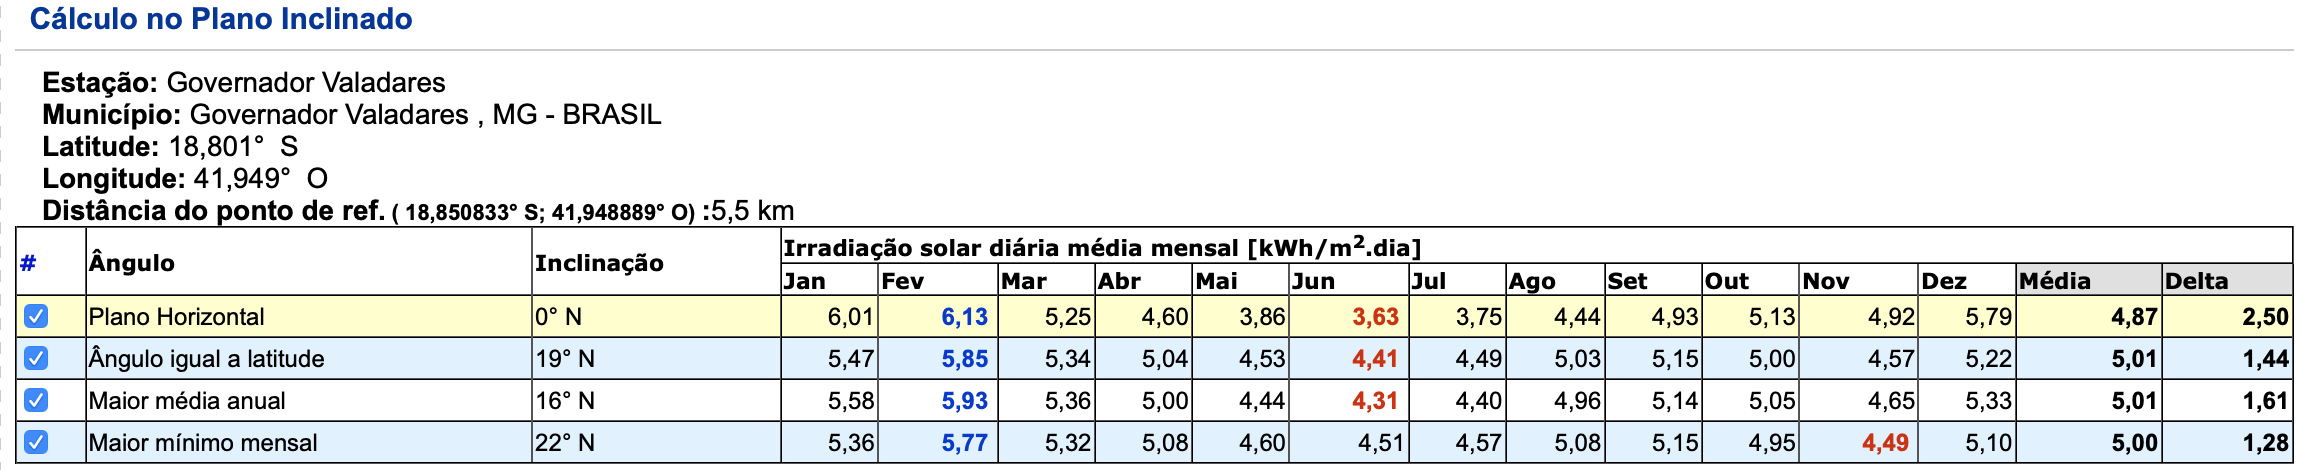 Cálculo no Plano Inclinado
Estação: Governador Valadares
Município: Governador Valadares , MG - BRASIL
Latitude: 18,801° S
Longitude: 41,949° O
Distância do ponto de ref. ( 18,850833° S; 41,948889° O) :5,5 km
# Ângulo Inclinação Irradiação solar diária média mensal [kWh/m².dia]
Jan Fev Mar Abr Mai Jun Jul Ago Set Out Nov Dez Média Delta
Plano Horizontal 0° N 6,01 6,13 5,25 4,60 3,86 3,63 3,75 4,44 4,93 5,13 4,92 5,79 4,87 2,50
Ângulo igual a latitude 19° N 5,47 5,85 5,34 5,04 4,53 4,41 4,49 5,03 5,15 5,00 4,57 5,22 5,01 1,44
Maior média anual 16° N 5,58 5,93 5,36 5,00 4,44 4,31 4,40 4,96 5,14 5,05 4,65 5,33 5,01 1,61
Maior mínimo mensal 22° N 5,36 5,77 5,32 5,08 4,60 4,51 4,57 5,08 5,15 4,95 4,49 5,10 5,00 1,28